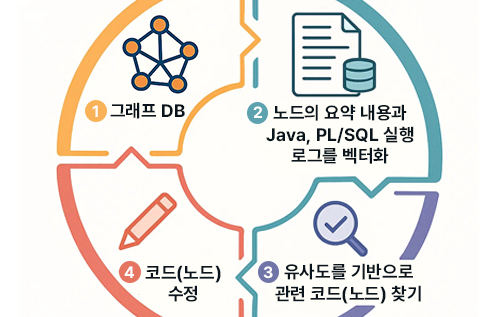 1 그래프 DB
2 노드의 요약 내용과
Java, PL/SQL 실행
로그를 벡터화
3 유사도를 기반으로
관련 코드(노드) 찾기
4 코드(노드)
수정